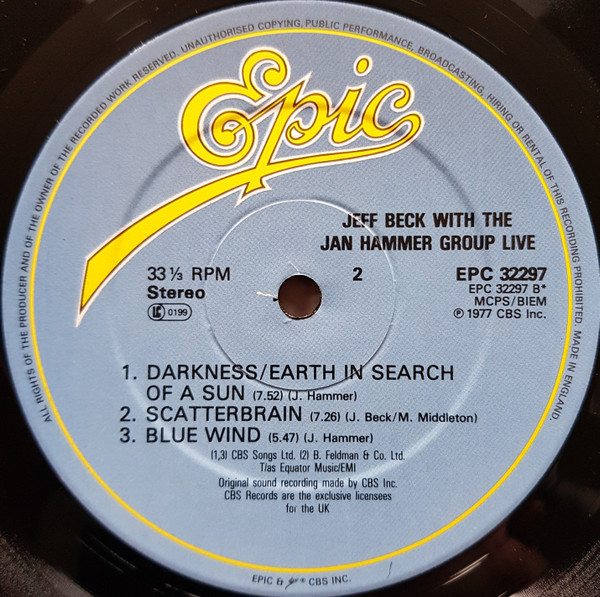 ALL RIGHTS OF THE PRODUCER AND OF THE OWNER OF THE RECORDED WORK RESERVED. UNAUTHORISED COPYING, PUBLIC PERFORMANCE, BROADCASTING, HIRING OR RENTAL OF THIS RECORDING PROHIBITED. MADE IN ENGLAND.
Epic
JEFF BECK WITH THE
JAN HAMMER GROUP LIVE
33 ⅓ RPM
Stereo
LC 0199
2
EPC 32297
EPC 32297 B*
MCPS/BIEM
℗ 1977 CBS Inc.
1. DARKNESS/EARTH IN SEARCH
OF A SUN (7.52) (J. Hammer)
2. SCATTERBRAIN (7.26) (J. Beck/M. Middleton)
3. BLUE WIND (5.47) (J. Hammer)
(1,3) CBS Songs Ltd. (2) B. Feldman & Co. Ltd.
T/as Equator Music/EMI
Original sound recording made by CBS Inc.
CBS Records are the exclusive licensees
for the UK
EPIC & Epic ® CBS INC.